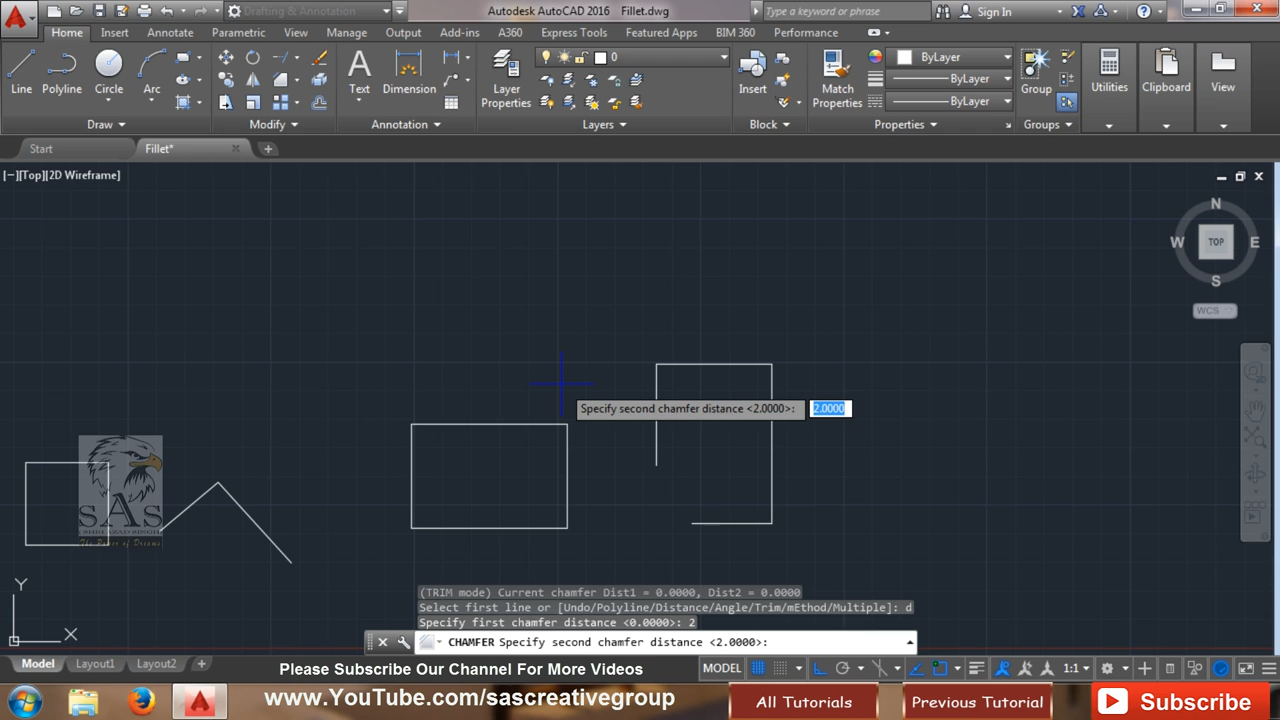 Drafting & Annotation
Autodesk AutoCAD 2016 Fillet.dwg
Type a keyword or phrase
Sign In
Home Insert Annotate Parametric View Manage Output Add-ins A360 Express Tools Featured Apps BIM 360 Performance
Line Polyline Circle Arc
Text Dimension
Layer Properties
0
Insert
Match Properties
ByLayer
ByLayer
ByLayer
Group
Utilities Clipboard View
Draw Modify Annotation Layers Block Properties Groups
Start Fillet*
[−][Top][2D Wireframe]
N
W TOP E
S
WCS
Specify second chamfer distance <2.0000>: 2.0000
SAS
The Power of Dreams
Y
X
(TRIM mode) Current chamfer Dist1 = 0.0000, Dist2 = 0.0000
Select first line or [Undo/Polyline/Distance/Angle/Trim/mEthod/Multiple]: d
Specify first chamfer distance <0.0000>: 2
CHAMFER Specify second chamfer distance <2.0000>:
Model Layout1 Layout2 +
Please Subscribe Our Channel For More Videos
MODEL
1:1
www.YouTube.com/sascreativegroup
All Tutorials
Previous Tutorial
Subscribe